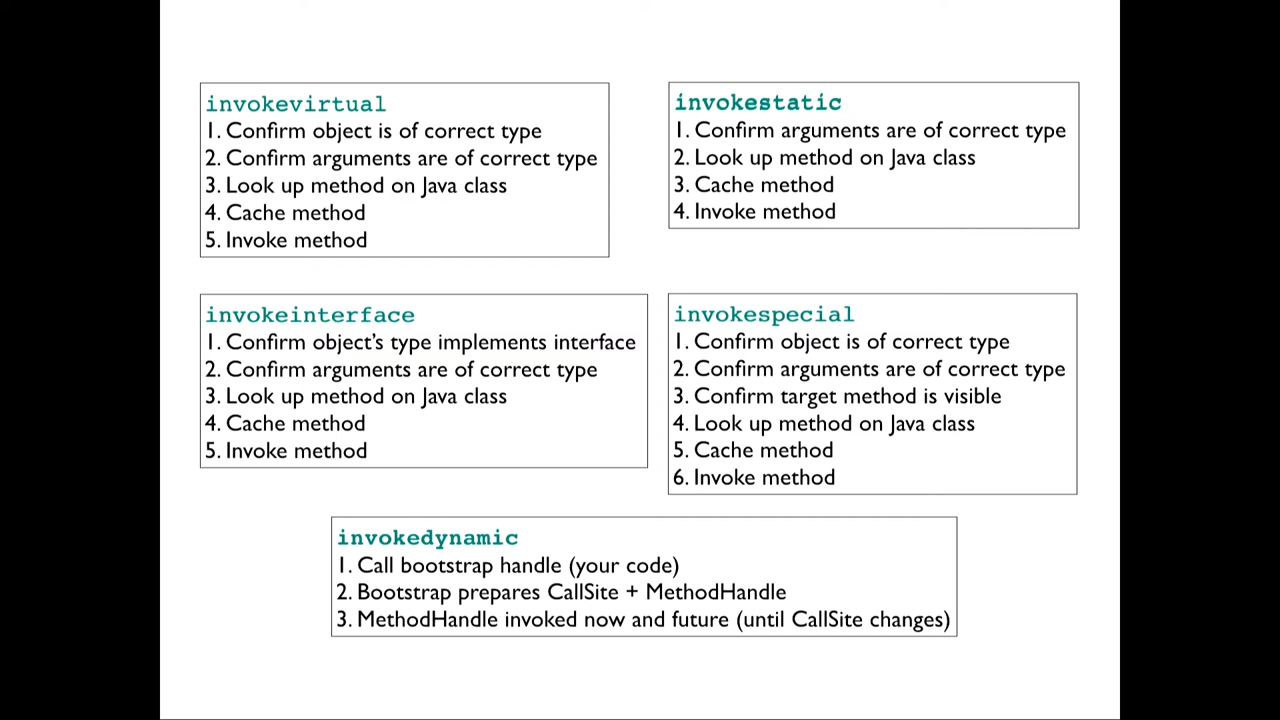 invokevirtual
1. Confirm object is of correct type
2. Confirm arguments are of correct type
3. Look up method on Java class
4. Cache method
5. Invoke method
invokestatic
1. Confirm arguments are of correct type
2. Look up method on Java class
3. Cache method
4. Invoke method
invokeinterface
1. Confirm object’s type implements interface
2. Confirm arguments are of correct type
3. Look up method on Java class
4. Cache method
5. Invoke method
invokespecial
1. Confirm object is of correct type
2. Confirm arguments are of correct type
3. Confirm target method is visible
4. Look up method on Java class
5. Cache method
6. Invoke method
invokedynamic
1. Call bootstrap handle (your code)
2. Bootstrap prepares CallSite + MethodHandle
3. MethodHandle invoked now and future (until CallSite changes)